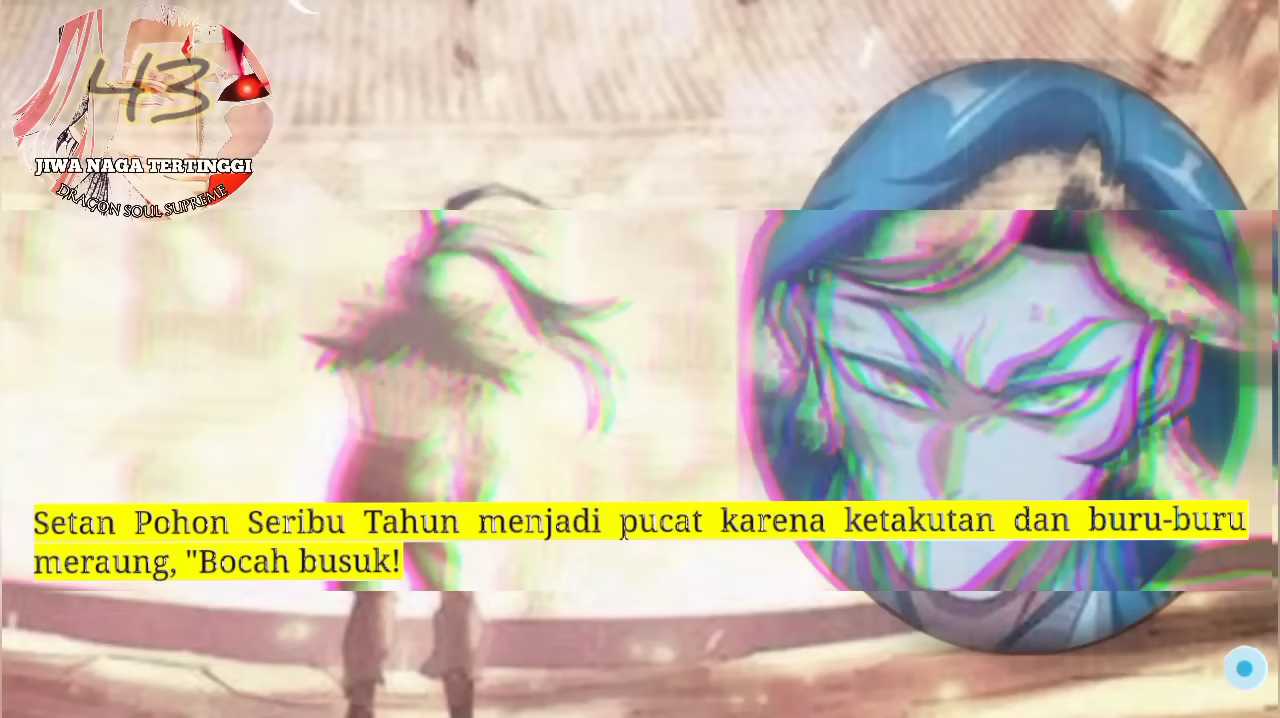 43
JIWA NAGA TERTINGGI
DRAGON SOUL SUPREME
Setan Pohon Seribu Tahun menjadi pucat karena ketakutan dan buru-buru
meraung, "Bocah busuk!